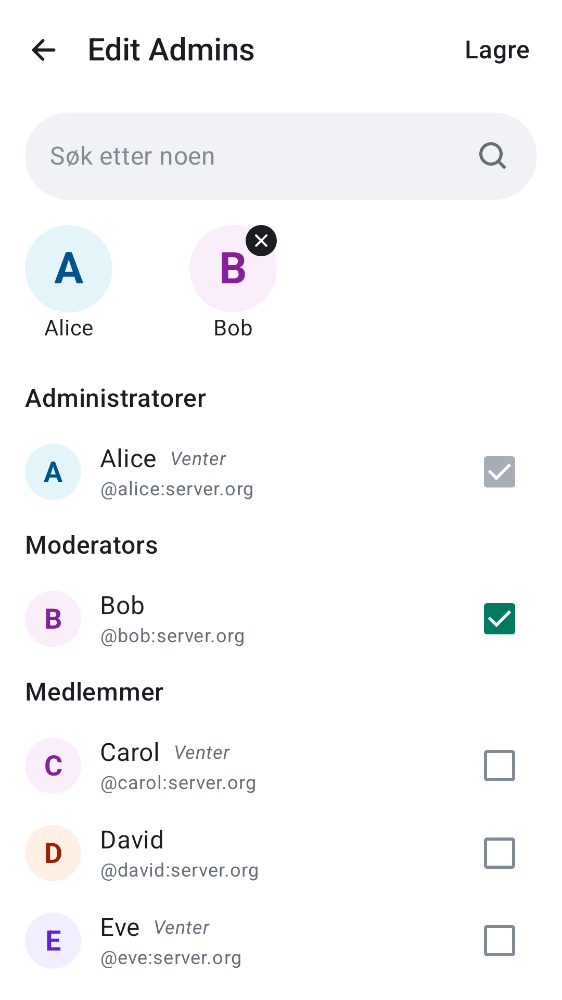 Edit Admins
Lagre
Søk etter noen
A
B
Alice
Bob
Administratorer
A
Alice Venter
@alice:server.org
Moderators
B
Bob
@bob:server.org
Medlemmer
C
Carol Venter
@carol:server.org
D
David
@david:server.org
E
Eve Venter
@eve:server.org